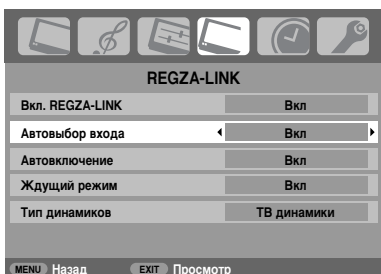 REGZA-LINK
Вкл. REGZA-LINK Вкл
Автовыбор входа Вкл
Автовключение Вкл
Ждущий режим Вкл
Тип динамиков ТВ динамики
MENU Назад EXIT Просмотр